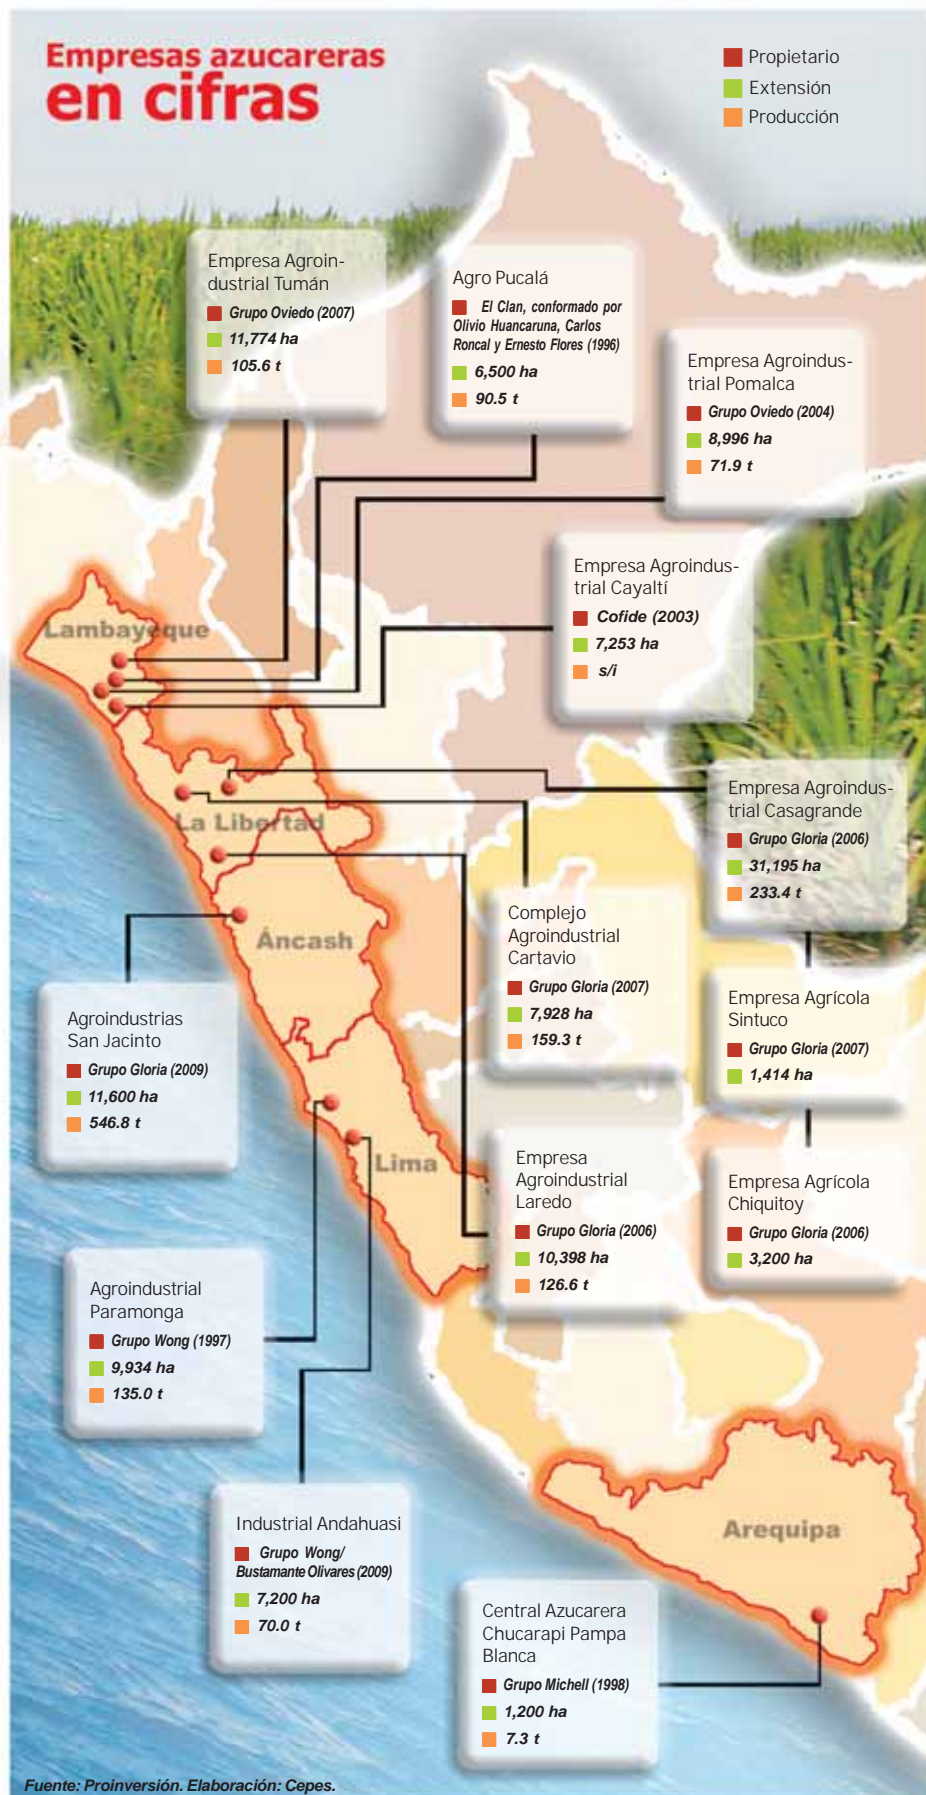 Empresas azucareras
en cifras
Propietario
Extensión
Producción
Empresa Agroin-
dustrial Tumán
Grupo Oviedo (2007)
11,774 ha
105.6 t
Agro Pucalá
El Clan, conformado por
Olivio Huancaruna, Carlos
Roncal y Ernesto Flores (1996)
6,500 ha
90.5 t
Empresa Agroindus-
trial Pomalca
Grupo Oviedo (2004)
8,996 ha
71.9 t
Empresa Agroindus-
trial Cayaltí
Cofide (2003)
7,253 ha
s/i
Lambayeque
La Libertad
Áncash
Lima
Arequipa
Empresa Agroindus-
trial Casagrande
Grupo Gloria (2006)
31,195 ha
233.4 t
Complejo
Agroindustrial
Cartavio
Grupo Gloria (2007)
7,928 ha
159.3 t
Empresa Agrícola
Sintuco
Grupo Gloria (2007)
1,414 ha
Agroindustrias
San Jacinto
Grupo Gloria (2009)
11,600 ha
546.8 t
Empresa
Agroindustrial
Laredo
Grupo Gloria (2006)
10,398 ha
126.6 t
Empresa Agrícola
Chiquitoy
Grupo Gloria (2006)
3,200 ha
Agroindustrial
Paramonga
Grupo Wong (1997)
9,934 ha
135.0 t
Industrial Andahuasi
Grupo Wong/
Bustamante Olivares (2009)
7,200 ha
70.0 t
Central Azucarera
Chucarapi Pampa
Blanca
Grupo Michell (1998)
1,200 ha
7.3 t
Fuente: Proinversión. Elaboración: Cepes.